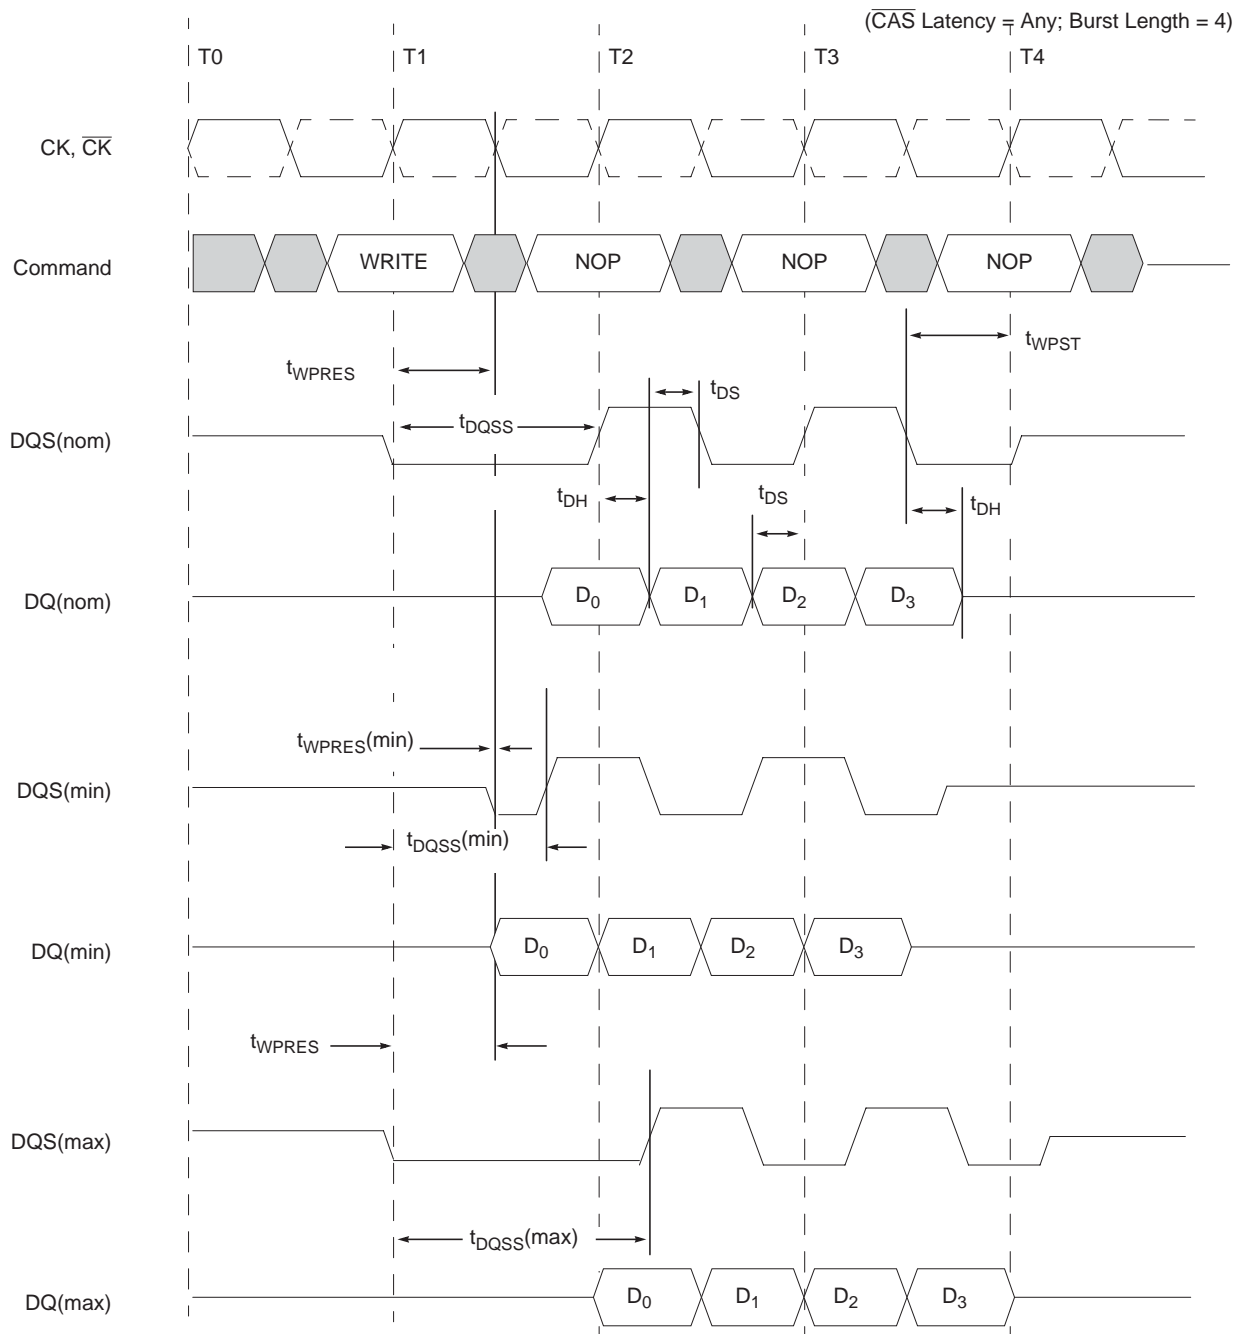 (C̅A̅S̅ Latency = Any; Burst Length = 4)
T0 T1 T2 T3 T4
CK, C̅K̅
Command WRITE NOP NOP NOP
tWPRES tWPST
tDS
DQS(nom) tDQSS
tDH tDS tDH
DQ(nom) D0 D1 D2 D3
tWPRES(min)
DQS(min)
tDQSS(min)
DQ(min) D0 D1 D2 D3
tWPRES
DQS(max)
tDQSS(max)
DQ(max) D0 D1 D2 D3